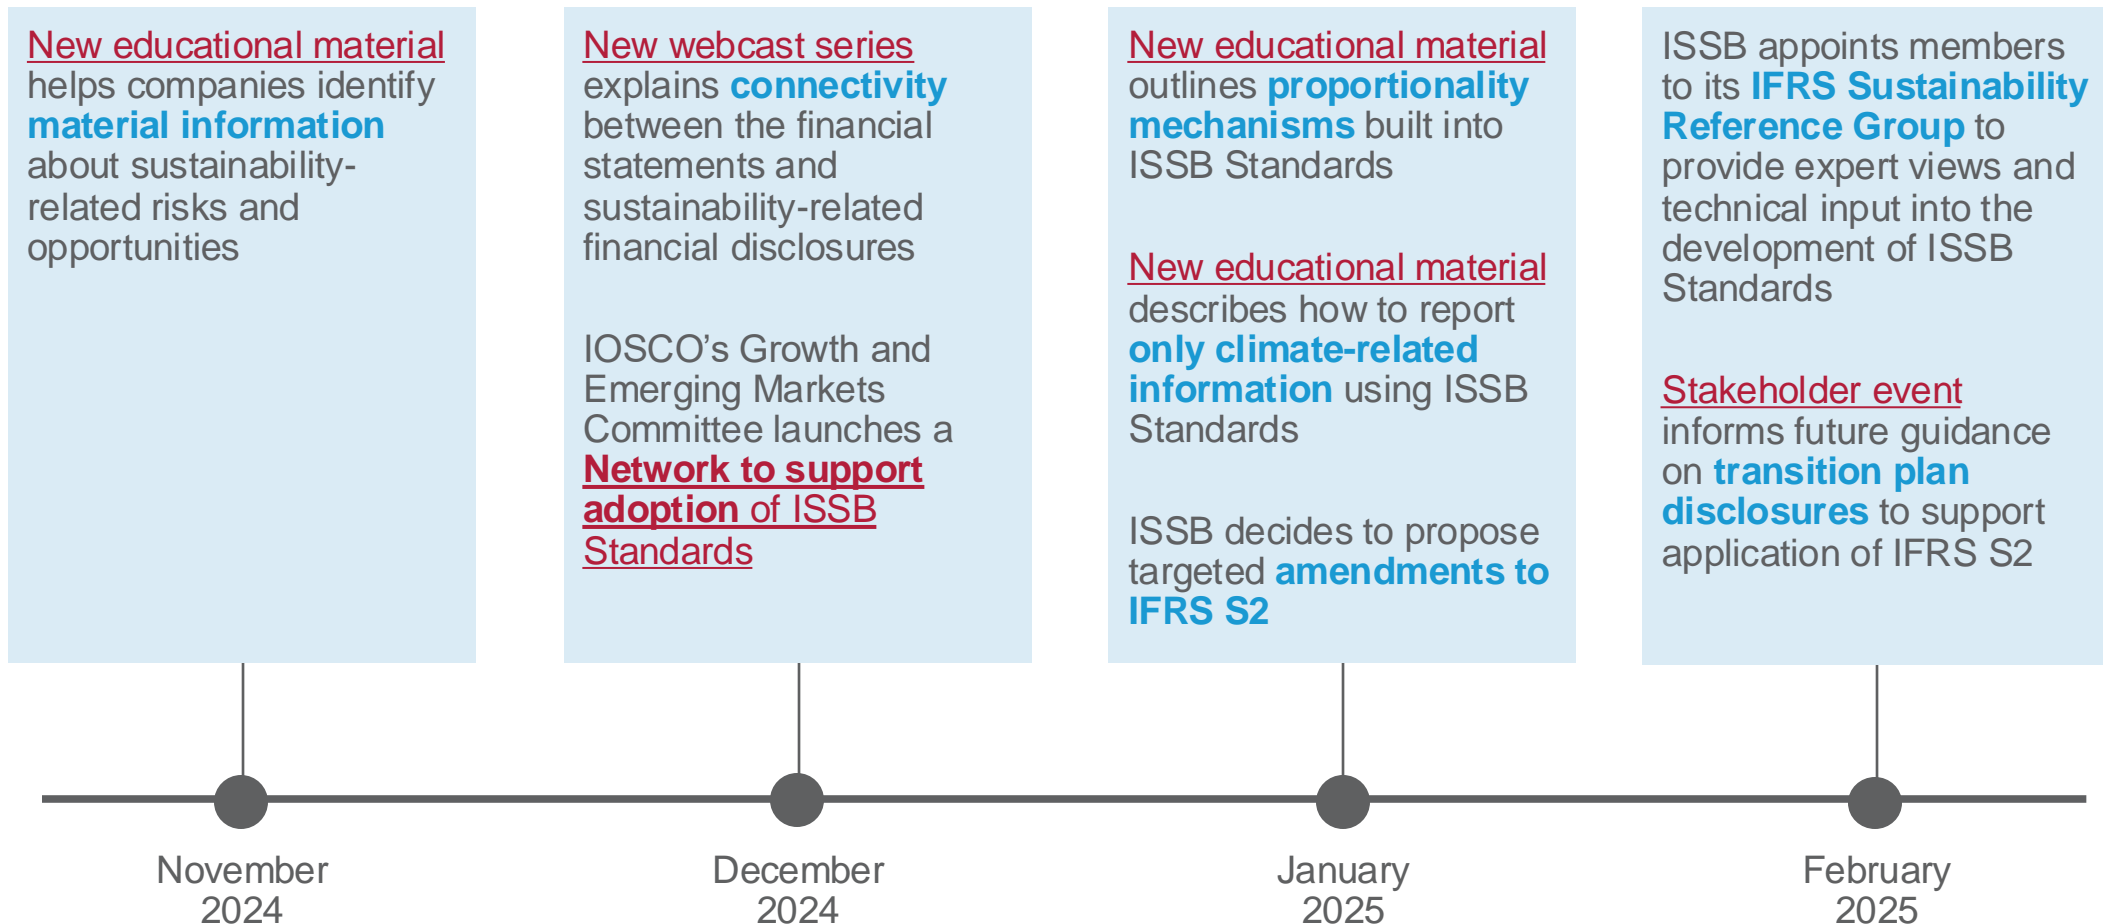 New educational material
helps companies identify
material information
about sustainability-
related risks and
opportunities
New webcast series
explains connectivity
between the financial
statements and
sustainability-related
financial disclosures
IOSCO’s Growth and
Emerging Markets
Committee launches a
Network to support
adoption of ISSB
Standards
New educational material
outlines proportionality
mechanisms built into
ISSB Standards
New educational material
describes how to report
only climate-related
information using ISSB
Standards
ISSB decides to propose
targeted amendments to
IFRS S2
ISSB appoints members
to its IFRS Sustainability
Reference Group to
provide expert views and
technical input into the
development of ISSB
Standards
Stakeholder event
informs future guidance
on transition plan
disclosures to support
application of IFRS S2
November
2024
December
2024
January
2025
February
2025